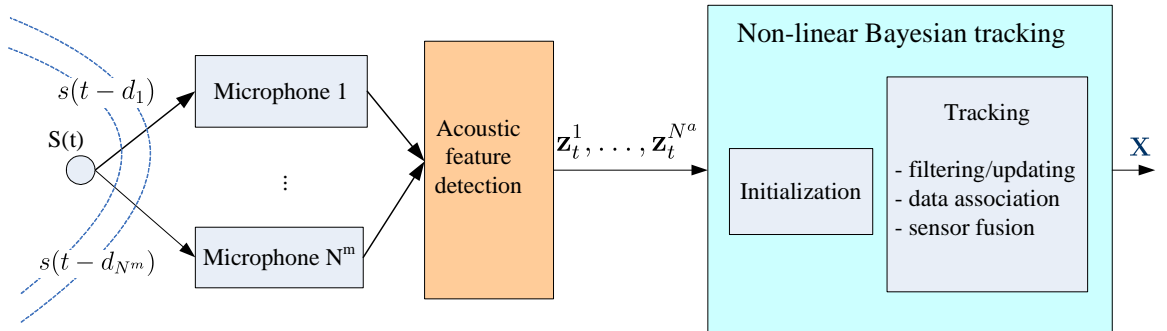 s(t − d₁)
S(t)
s(t − d_{N^m})
Microphone 1
⋮
Microphone N^m
Acoustic
feature
detection
𝐳_t^1, . . . , 𝐳_t^{N^a}
Non-linear Bayesian tracking
Initialization
Tracking
- filtering/updating
- data association
- sensor fusion
X